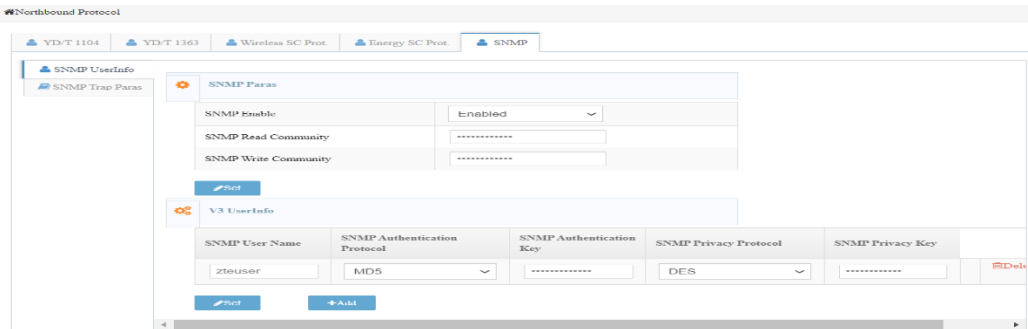 Northbound Protocol
YD/T 1104 YD/T 1363 Wireless SC Prot. Energy SC Prot. SNMP
SNMP UserInfo
SNMP Trap Paras
SNMP Paras
SNMP Enable Enabled
SNMP Read Community ••••••••••••
SNMP Write Community ••••••••••••
Set
V3 UserInfo
SNMP User Name SNMP Authentication Protocol SNMP Authentication Key SNMP Privacy Protocol SNMP Privacy Key
zteuser MD5 ••••••••••••• DES •••••••••••• Dele
Set +Add